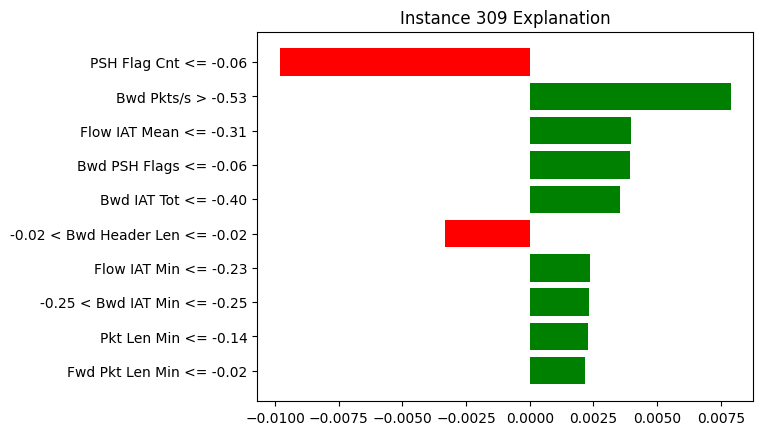 Instance 309 Explanation
PSH Flag Cnt <= -0.06
Bwd Pkts/s > -0.53
Flow IAT Mean <= -0.31
Bwd PSH Flags <= -0.06
Bwd IAT Tot <= -0.40
-0.02 < Bwd Header Len <= -0.02
Flow IAT Min <= -0.23
-0.25 < Bwd IAT Min <= -0.25
Pkt Len Min <= -0.14
Fwd Pkt Len Min <= -0.02
−0.0100 −0.0075 −0.0050 −0.0025 0.0000 0.0025 0.0050 0.0075